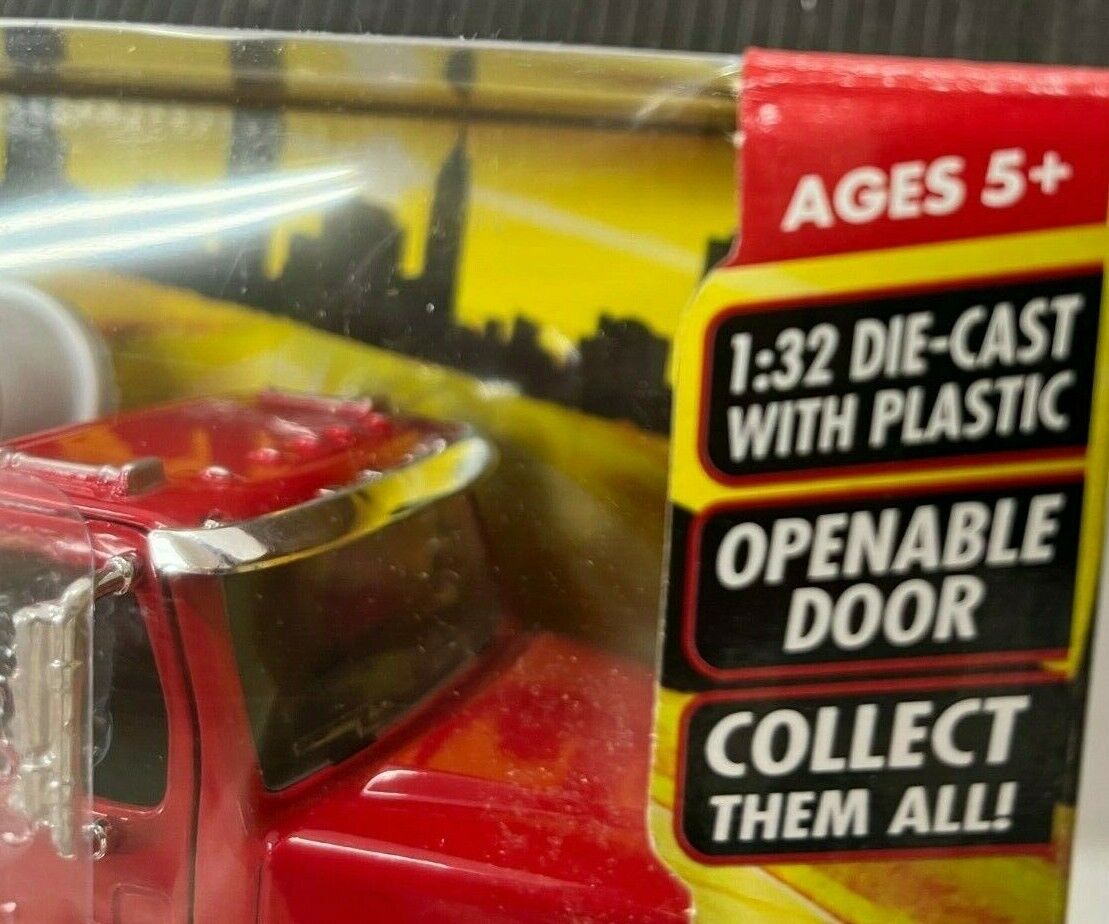 AGES 5+
1:32 DIE-CAST
WITH PLASTIC
OPENABLE
DOOR
COLLECT
THEM ALL!